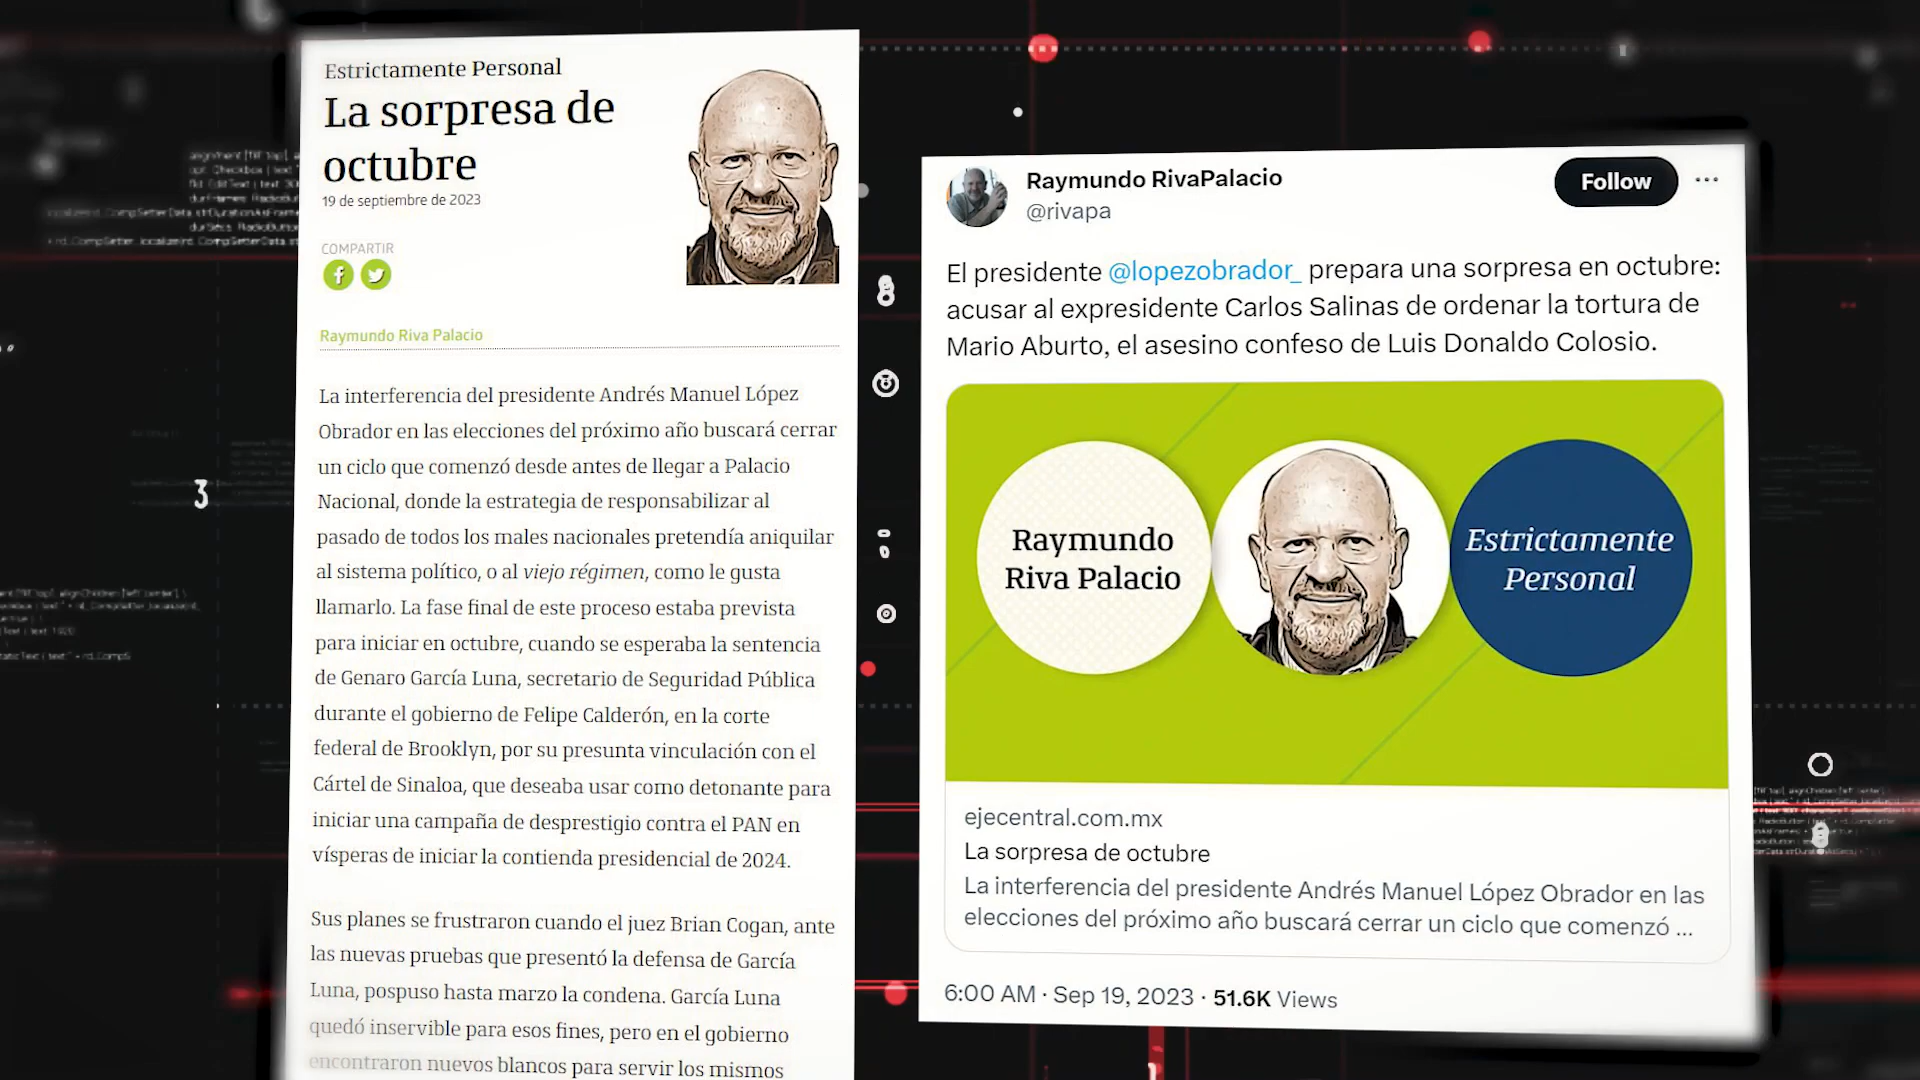 Estrictamente Personal
La sorpresa de
octubre
19 de septiembre de 2023
COMPARTIR
Raymundo Riva Palacio
La interferencia del presidente Andrés Manuel López
Obrador en las elecciones del próximo año buscará cerrar
un ciclo que comenzó desde antes de llegar a Palacio
Nacional, donde la estrategia de responsabilizar al
pasado de todos los males nacionales pretendía aniquilar
al sistema político, o al viejo régimen, como le gusta
llamarlo. La fase final de este proceso estaba prevista
para iniciar en octubre, cuando se esperaba la sentencia
de Genaro García Luna, secretario de Seguridad Pública
durante el gobierno de Felipe Calderón, en la corte
federal de Brooklyn, por su presunta vinculación con el
Cártel de Sinaloa, que deseaba usar como detonante para
iniciar una campaña de desprestigio contra el PAN en
vísperas de iniciar la contienda presidencial de 2024.
Sus planes se frustraron cuando el juez Brian Cogan, ante
las nuevas pruebas que presentó la defensa de García
Luna, pospuso hasta marzo la condena. García Luna
quedó inservible para esos fines, pero en el gobierno
encontraron nuevos blancos para servir los mismos
Raymundo RivaPalacio
@rivapa
Follow
El presidente @lopezobrador_ prepara una sorpresa en octubre:
acusar al expresidente Carlos Salinas de ordenar la tortura de
Mario Aburto, el asesino confeso de Luis Donaldo Colosio.
Raymundo
Riva Palacio
Estrictamente
Personal
ejecentral.com.mx
La sorpresa de octubre
La interferencia del presidente Andrés Manuel López Obrador en las
elecciones del próximo año buscará cerrar un ciclo que comenzó ...
6:00 AM · Sep 19, 2023 · 51.6K Views
3